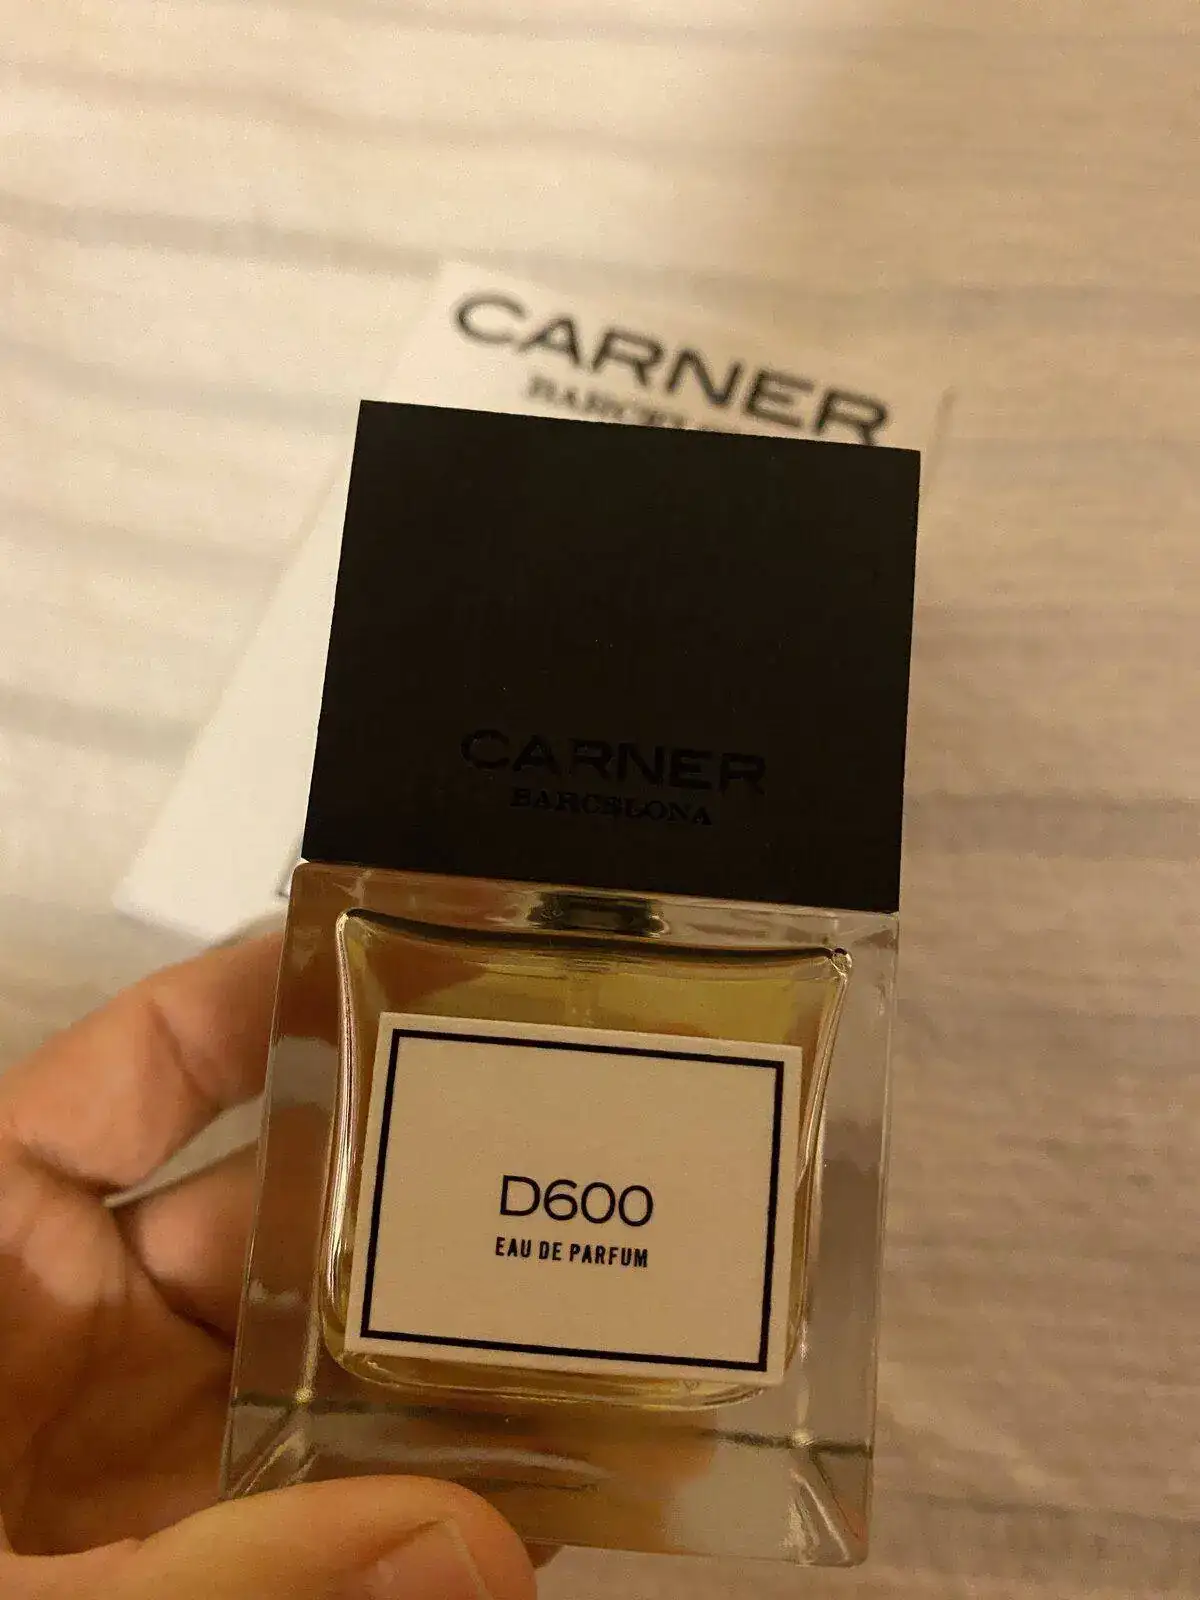 CARNER
CARNER
BARCELONA
D600
EAU DE PARFUM